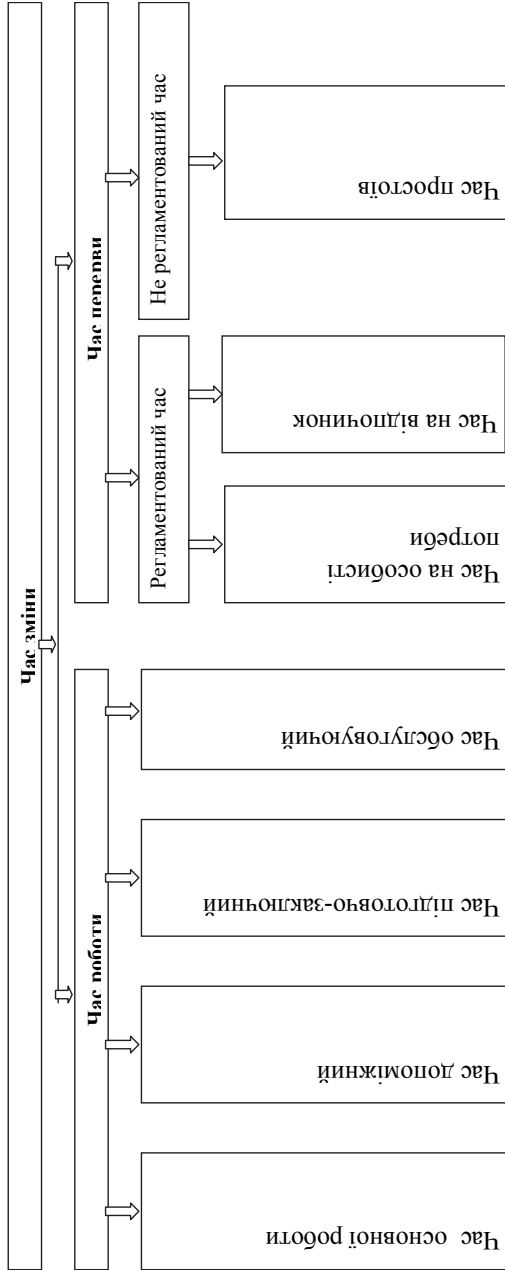 Час зміни
Час роботи
Час перерви
Регламентований час
Не регламентований час
Час основної роботи
Час допоміжний
Час підготовчо-заключний
Час обслуговуючий
Час на особисті
потреби
Час на відпочинок
Час простоїв